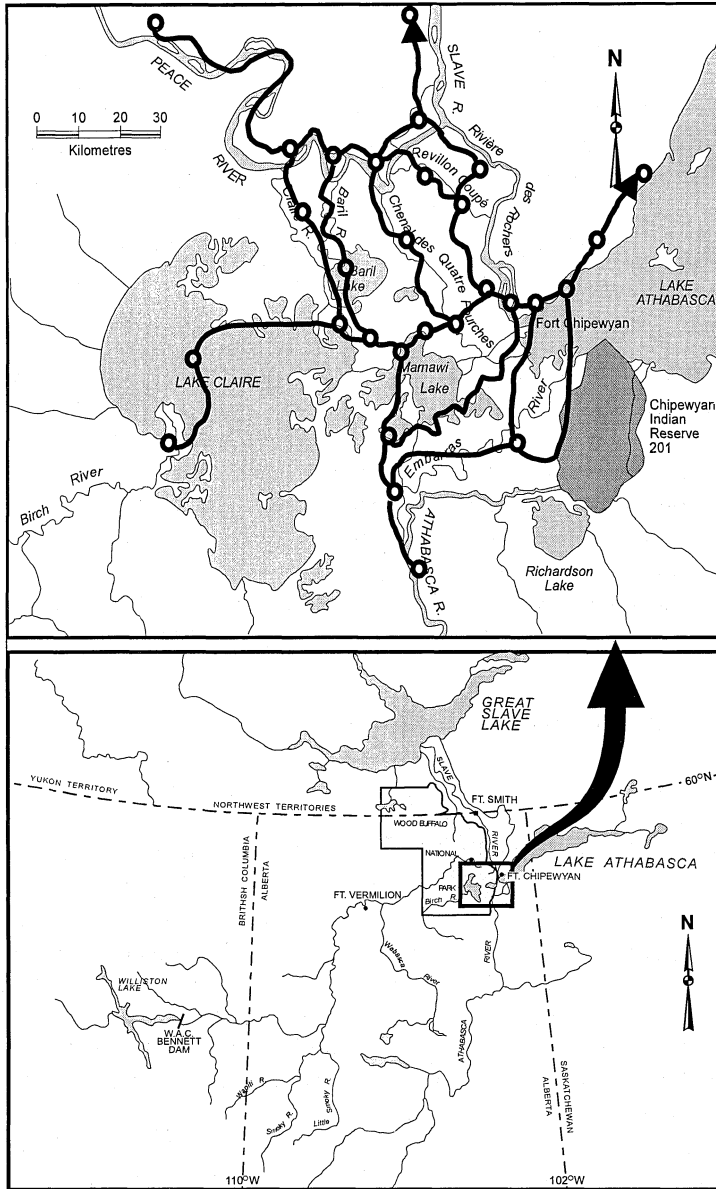 PEACE
RIVER
SLAVE R.
Rivière
des Rochers
N
0 10 20 30
Kilometres
Revillon Coupé
Claire R.
Baril R.
Chenal des Quatre Fourches
Baril
Lake
LAKE
ATHABASCA
Fort Chipewyan
LAKE CLAIRE
Mamawi
Lake
River
Chipewyan
Indian
Reserve
201
Embarras
Birch River
ATHABASCA R.
Richardson
Lake
GREAT
SLAVE
LAKE
YUKON TERRITORY
NORTHWEST TERRITORIES
60°N
SLAVE
RIVER
FT. SMITH
WOOD BUFFALO
NATIONAL
PARK
LAKE ATHABASCA
FT. CHIPEWYAN
BRITHSH COLUMBIA
ALBERTA
FT. VERMILION
Birch R.
N
Wabasca
River
RIVER
ATHABASCA
WILLISTON
LAKE
W.A.C.
BENNETT
DAM
Wapiti R.
Smoky R.
Little
Smoky R.
SASKATCHEWAN
ALBERTA
110°W
102°W